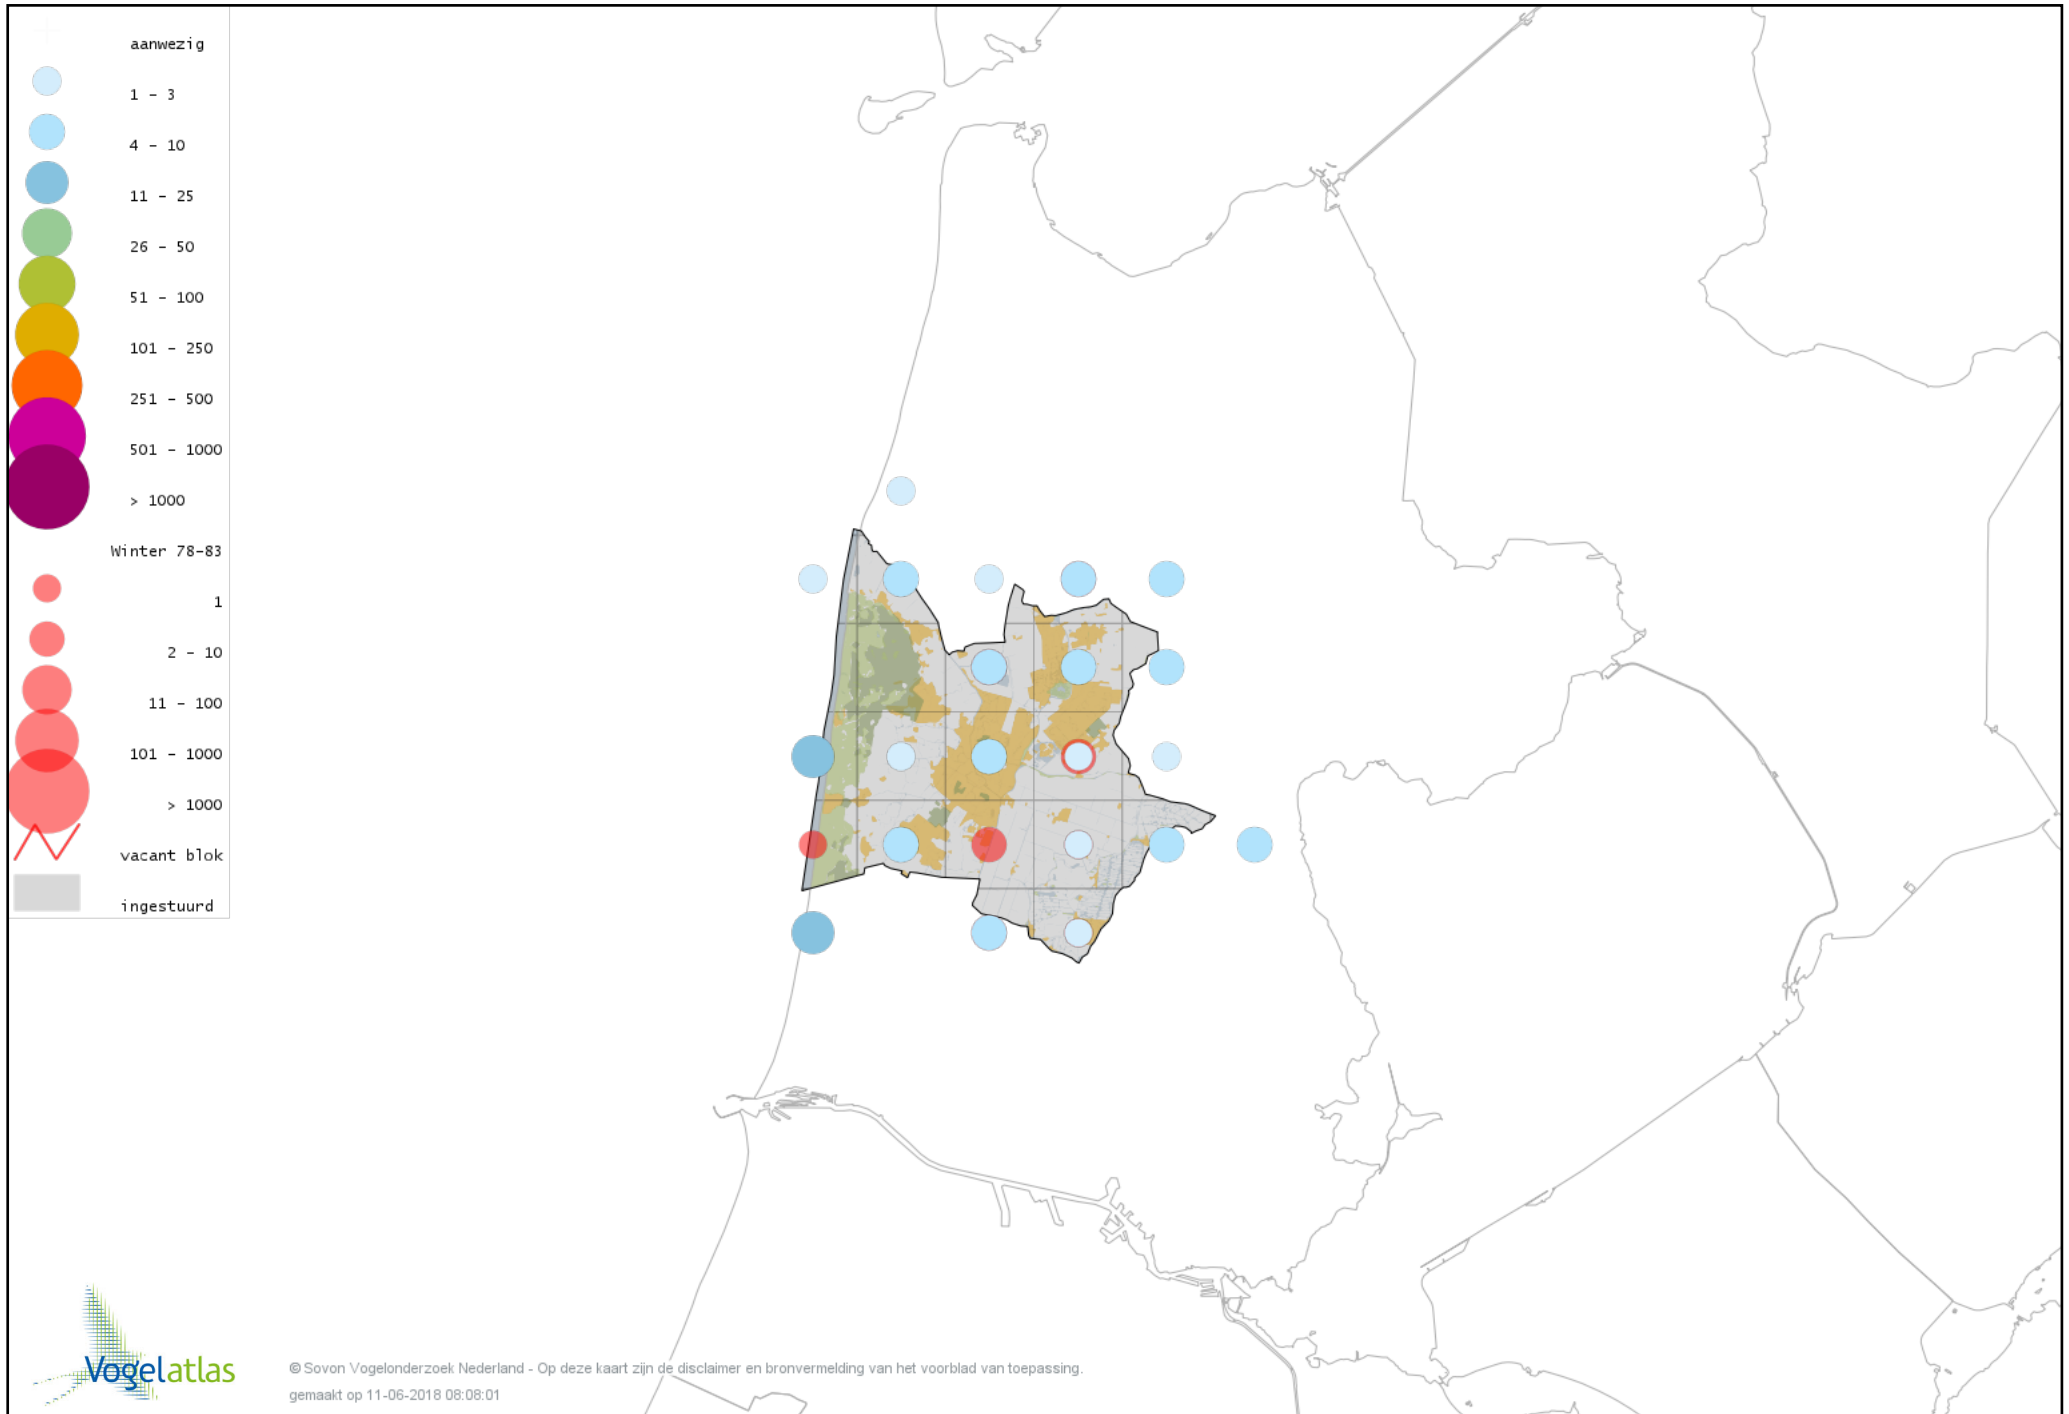 aanwezig
1 - 3
4 - 10
11 - 25
26 - 50
51 - 100
101 - 250
251 - 500
501 - 1000
> 1000
Winter 78-83
1
2 - 10
11 - 100
101 - 1000
> 1000
vacant blok
ingestuurd
Vogelatlas
© Sovon Vogelonderzoek Nederland - Op deze kaart zijn de disclaimer en bronvermelding van het voorblad van toepassing.
gemaakt op 11-06-2018 08:08:01